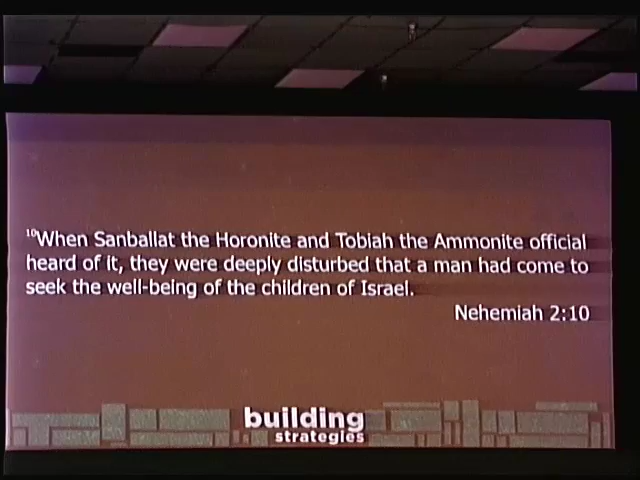 ¹⁰When Sanballat the Horonite and Tobiah the Ammonite official
heard of it, they were deeply disturbed that a man had come to
seek the well-being of the children of Israel.
Nehemiah 2:10
building
strategies